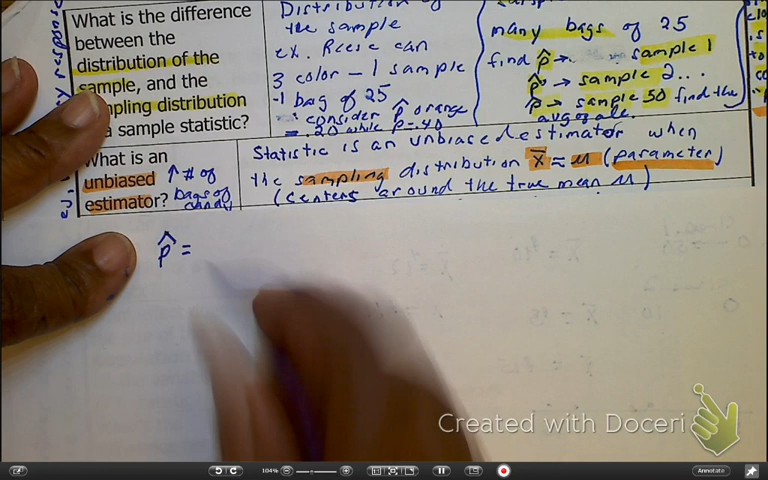 What is the difference
between the
distribution of the
sample, and the
sampling distribution
a sample statistic?
Distribution of
the sample
ex. Reese can
3 color - 1 sample
-1 bag of 25
consider p̂ orange
= .20 while p = .40
many bags of 25
find p̂ → sample 1
p̂ → sample 2...
p̂ → sample 50 find the
avg of all.
What is an
unbiased
estimator?
↑ # of
bags of
candy
Statistic is an unbiased estimator when
the sampling distribution x̄ ≈ μ (parameter)
(centers around the true mean μ)
p̂ =
Created with Doceri
104%
Annotate